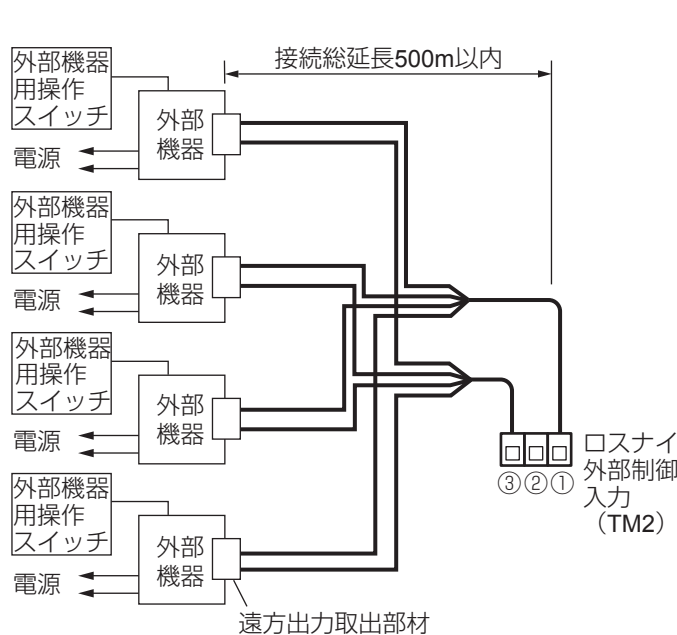 接続総延長500m以内
外部機器
用操作
スイッチ
外部
機器
電源
外部機器
用操作
スイッチ
外部
機器
電源
外部機器
用操作
スイッチ
外部
機器
電源
外部機器
用操作
スイッチ
外部
機器
電源
③②①
ロスナイ
外部制御
入力
（TM2）
遠方出力取出部材